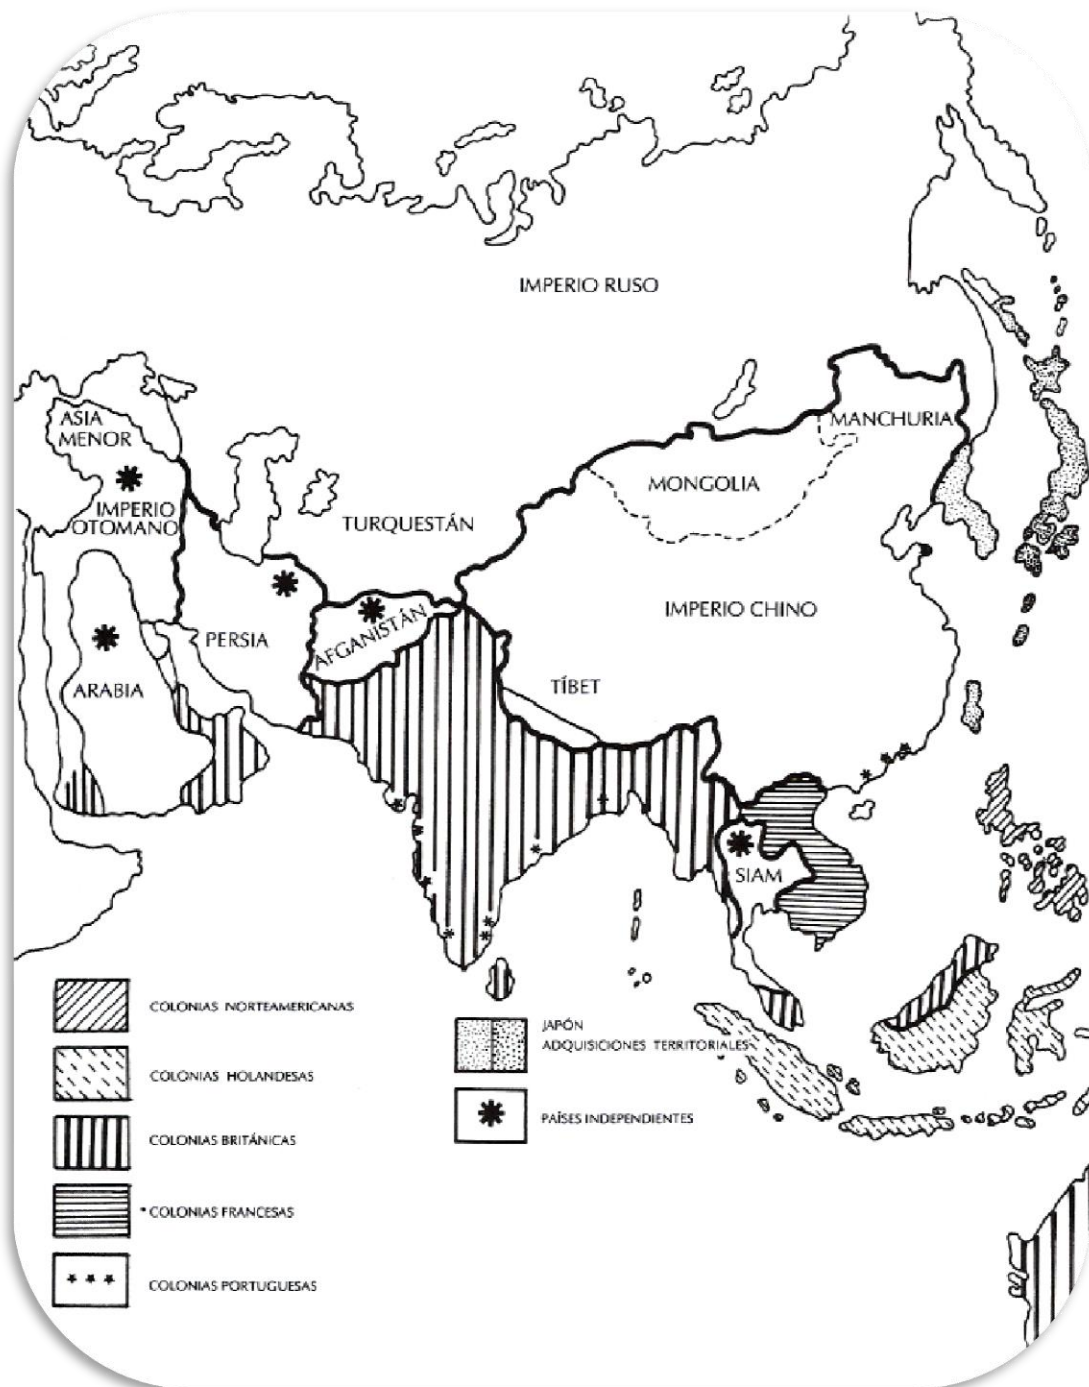 IMPERIO RUSO
ASIA
MENOR
MANCHURIA
MONGOLIA
IMPERIO
OTOMANO
TURQUESTÁN
IMPERIO CHINO
AFGANISTÁN
PERSIA
ARABIA
TÍBET
SIAM
COLONIAS NORTEAMERICANAS
COLONIAS HOLANDESAS
COLONIAS BRITÁNICAS
COLONIAS FRANCESAS
COLONIAS PORTUGUESAS
JAPÓN
ADQUISICIONES TERRITORIALES
PAÍSES INDEPENDIENTES